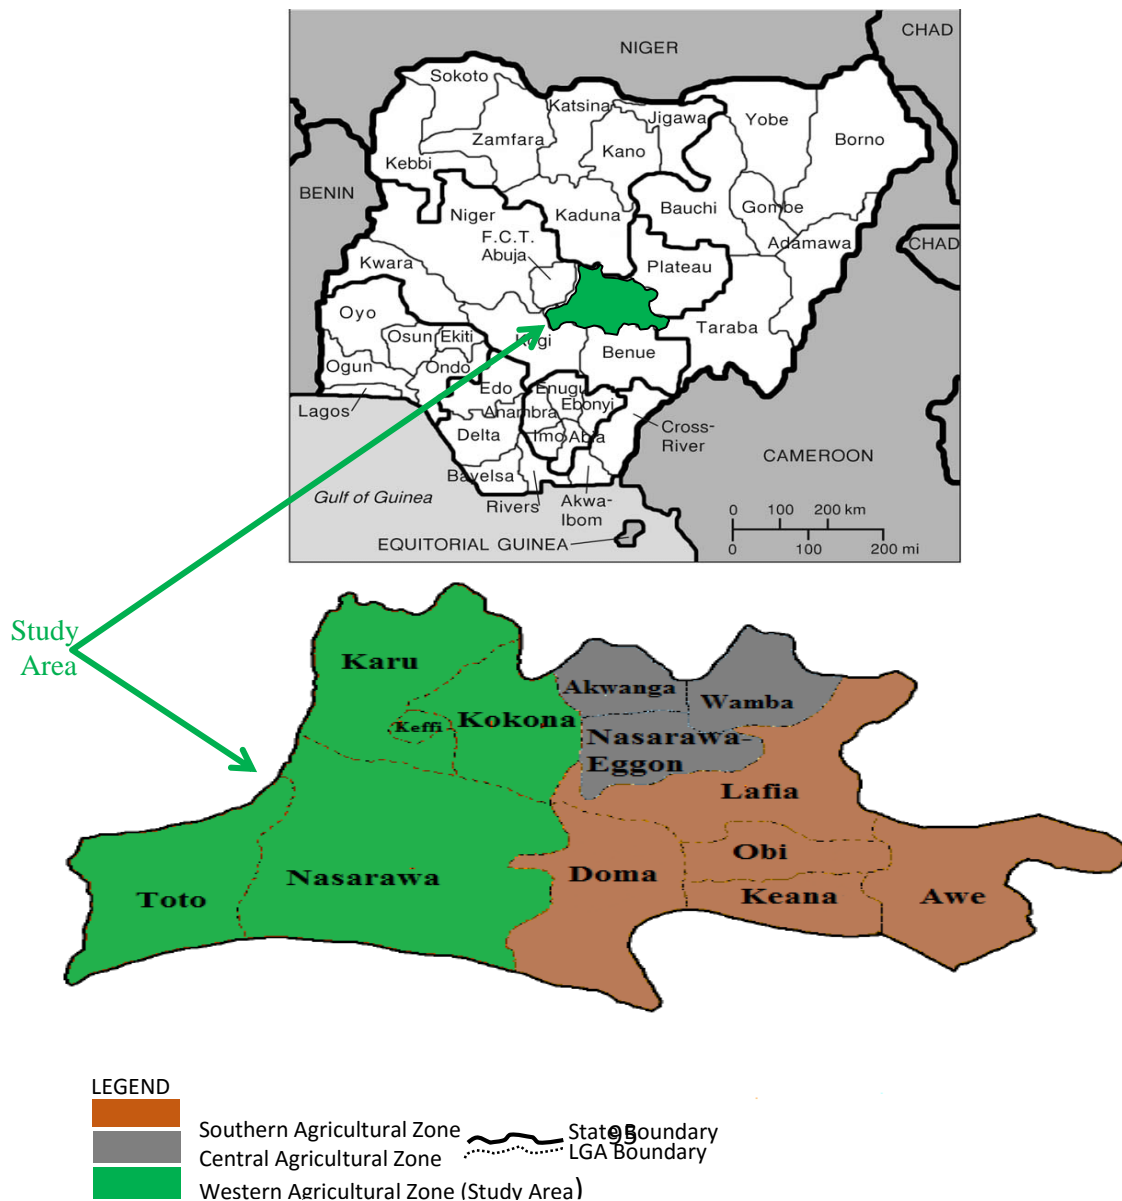 NIGER
CHAD
Sokoto
Katsina
Jigawa
Yobe
Borno
Zamfara
Kano
Kebbi
BENIN
Niger
Kaduna
Bauchi
Gombe
F.C.T.
Abuja
Adamawa
CHAD
Kwara
Plateau
Oyo
Osun
Ekiti
Kogi
Benue
Taraba
Ogun
Ondo
Edo
Enugu
Lagos
Anambra
Ebonyi
Delta
Imo
Abia
Cross-
River
CAMEROON
Bayelsa
Gulf of Guinea
Rivers
Akwa-
Ibom
EQUITORIAL GUINEA
0 100 200 km
0 100 200 mi
Study
Area
Karu
Keffi
Kokona
Akwanga
Wamba
Nasarawa-
Eggon
Lafia
Obi
Toto
Nasarawa
Doma
Keana
Awe
LEGEND
Southern Agricultural Zone
Central Agricultural Zone
Western Agricultural Zone (Study Area)
State Boundary
LGA Boundary
95